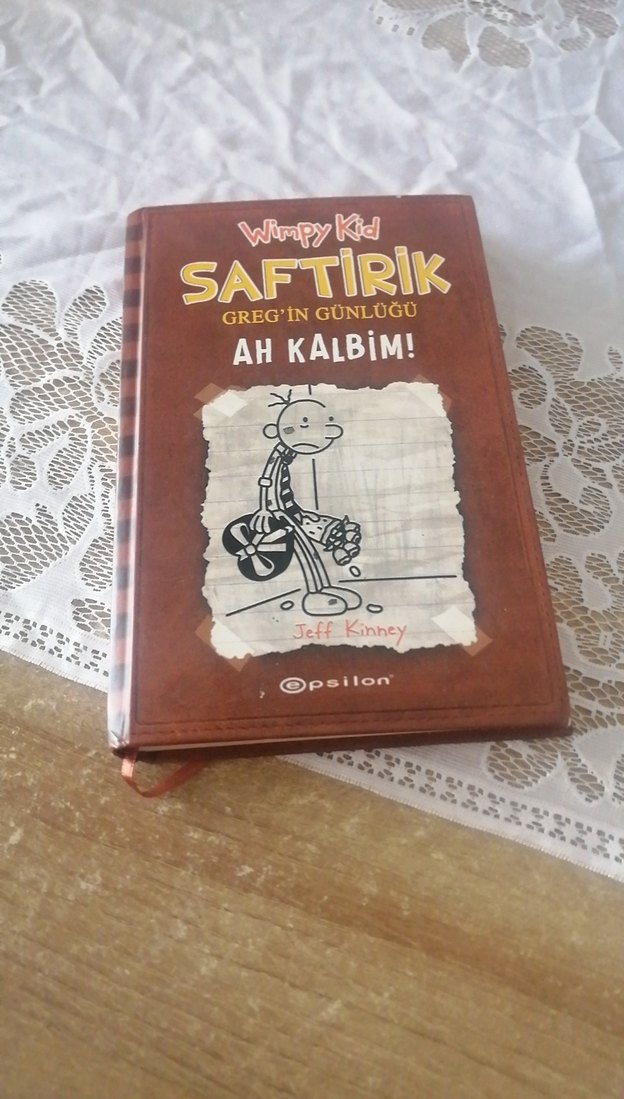 Wimpy Kid
SAFTİRİK
GREG'İN GÜNLÜĞÜ
AH KALBİM!
Jeff Kinney
epsilon